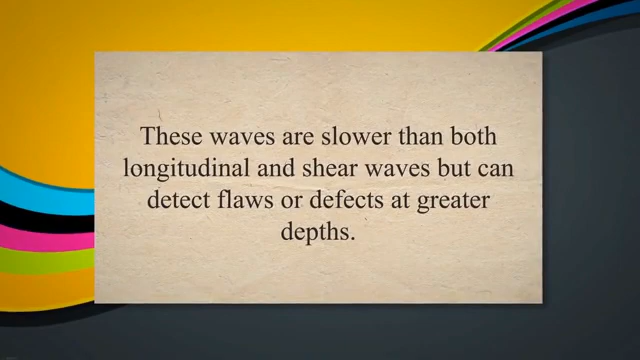 These waves are slower than both
longitudinal and shear waves but can
detect flaws or defects at greater
depths.